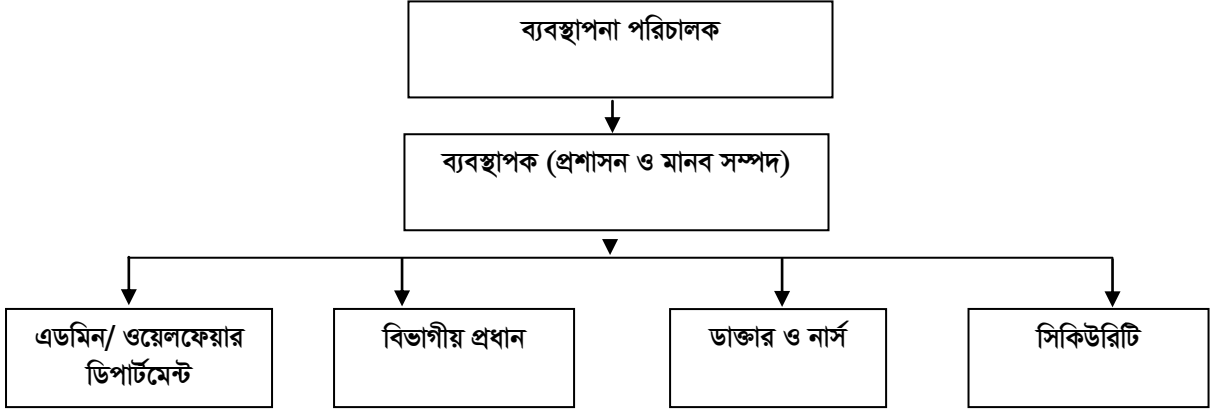 ব্যবস্থাপনা পরিচালক
ব্যবস্থাপক (প্রশাসন ও মানব সম্পদ)
এডমিন/ ওয়েলফেয়ার
ডিপার্টমেন্ট
বিভাগীয় প্রধান
ডাক্তার ও নার্স
সিকিউরিটি